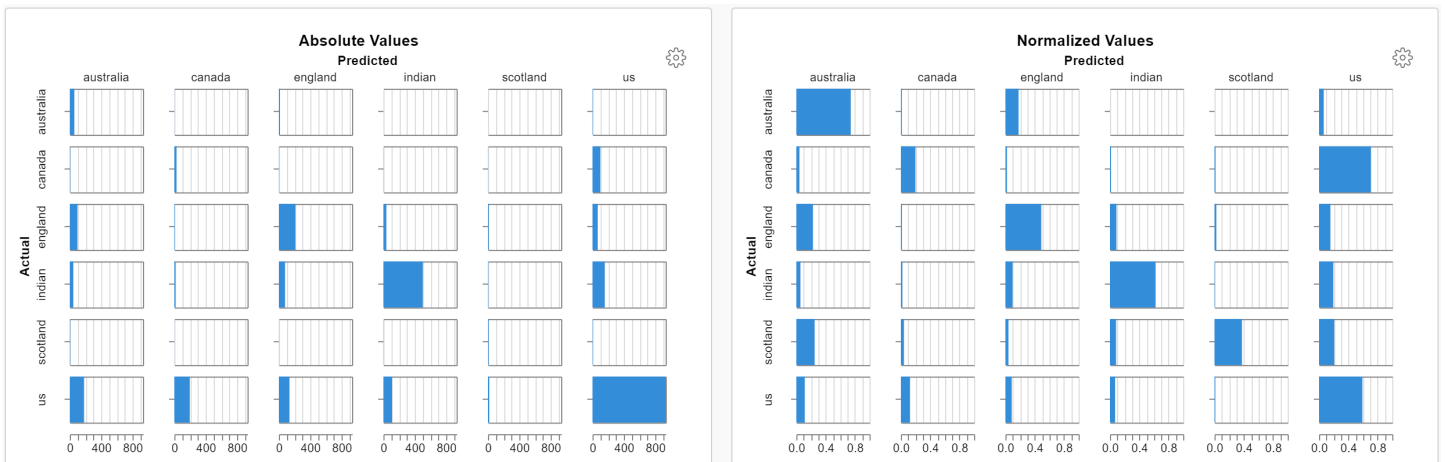 Absolute Values
Predicted
australia canada england indian scotland us
Actual
australia
canada
england
indian
scotland
us
0 400 800 0 400 800 0 400 800 0 400 800 0 400 800 0 400 800
Normalized Values
Predicted
australia canada england indian scotland us
Actual
australia
canada
england
indian
scotland
us
0.0 0.4 0.8 0.0 0.4 0.8 0.0 0.4 0.8 0.0 0.4 0.8 0.0 0.4 0.8 0.0 0.4 0.8